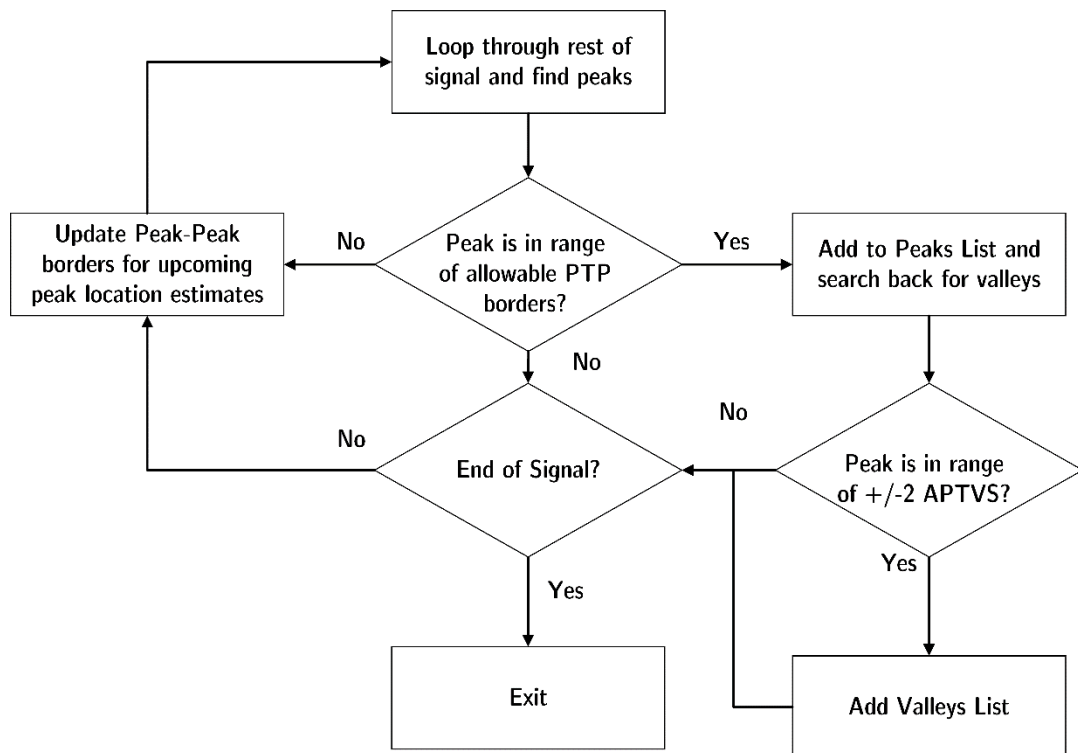 Loop through rest of
signal and find peaks
Update Peak-Peak
borders for upcoming
peak location estimates
No
Peak is in range
of allowable PTP
borders?
Yes
Add to Peaks List and
search back for valleys
No
No
End of Signal?
No
Peak is in range
of +/-2 APTVS?
Yes
Yes
Exit
Add Valleys List